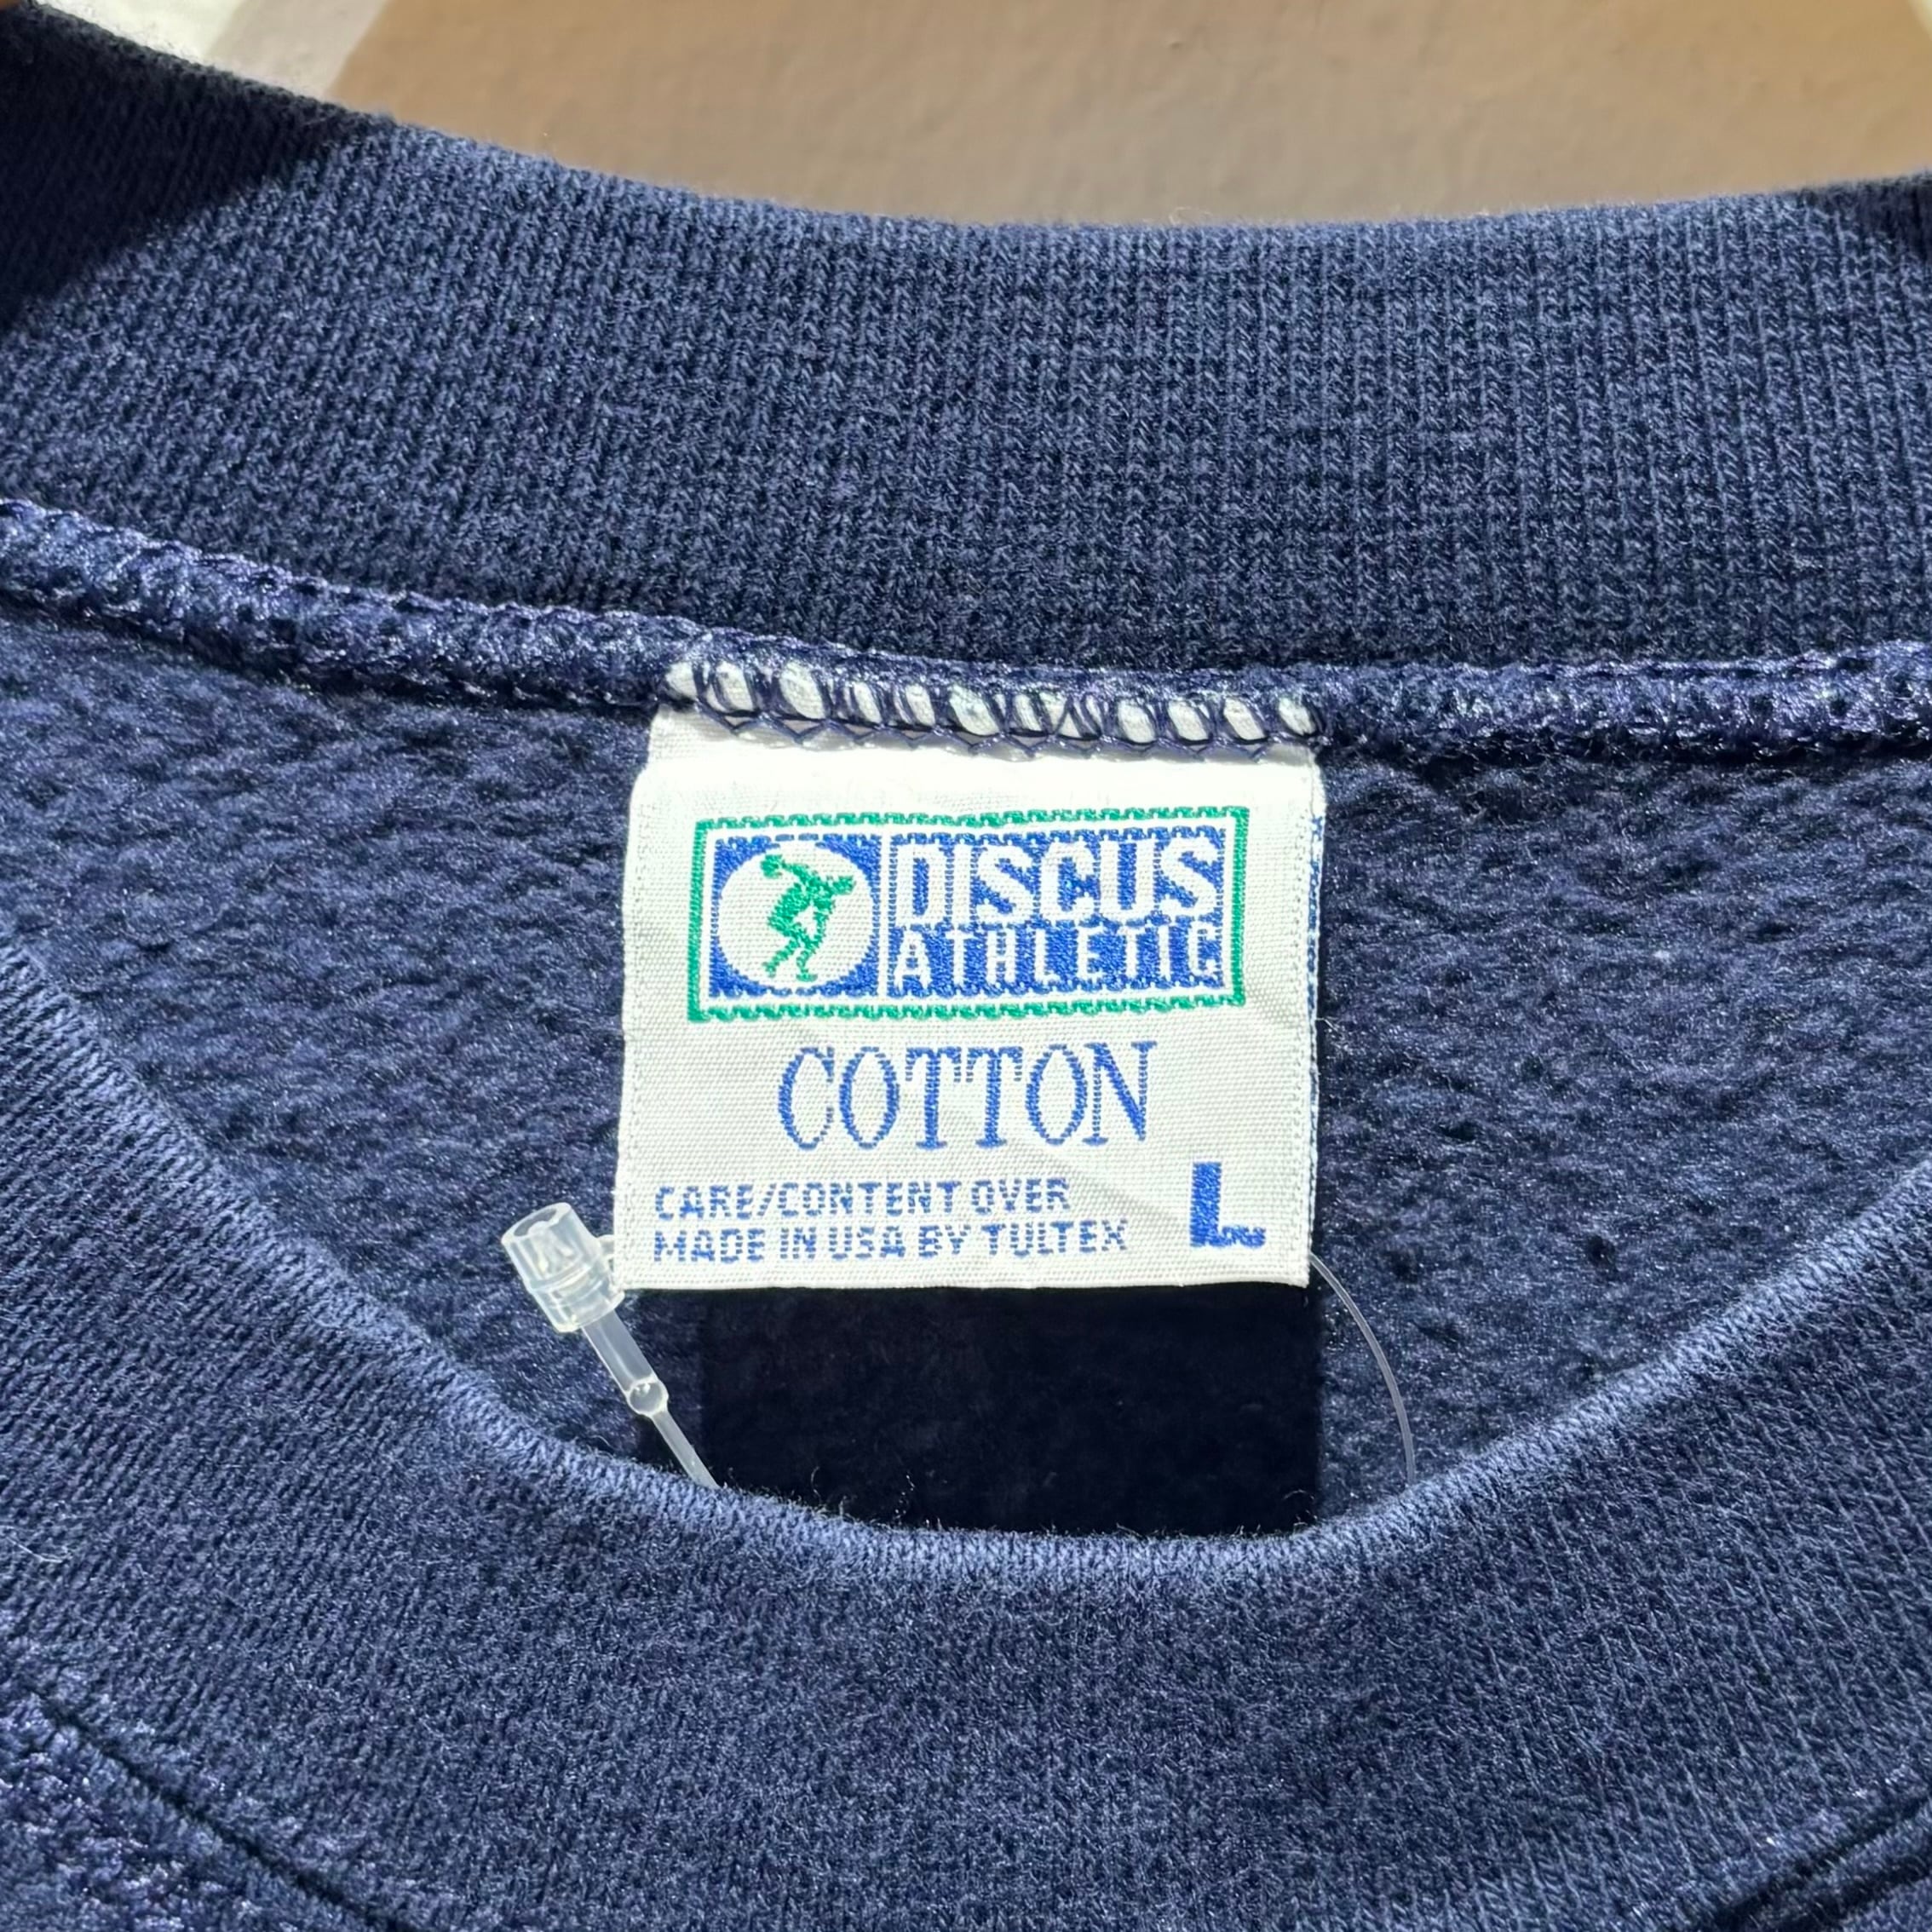 DISCUS
ATHLETIC
COTTON
CARE/CONTENT OVER
MADE IN USA BY TULTEX
L